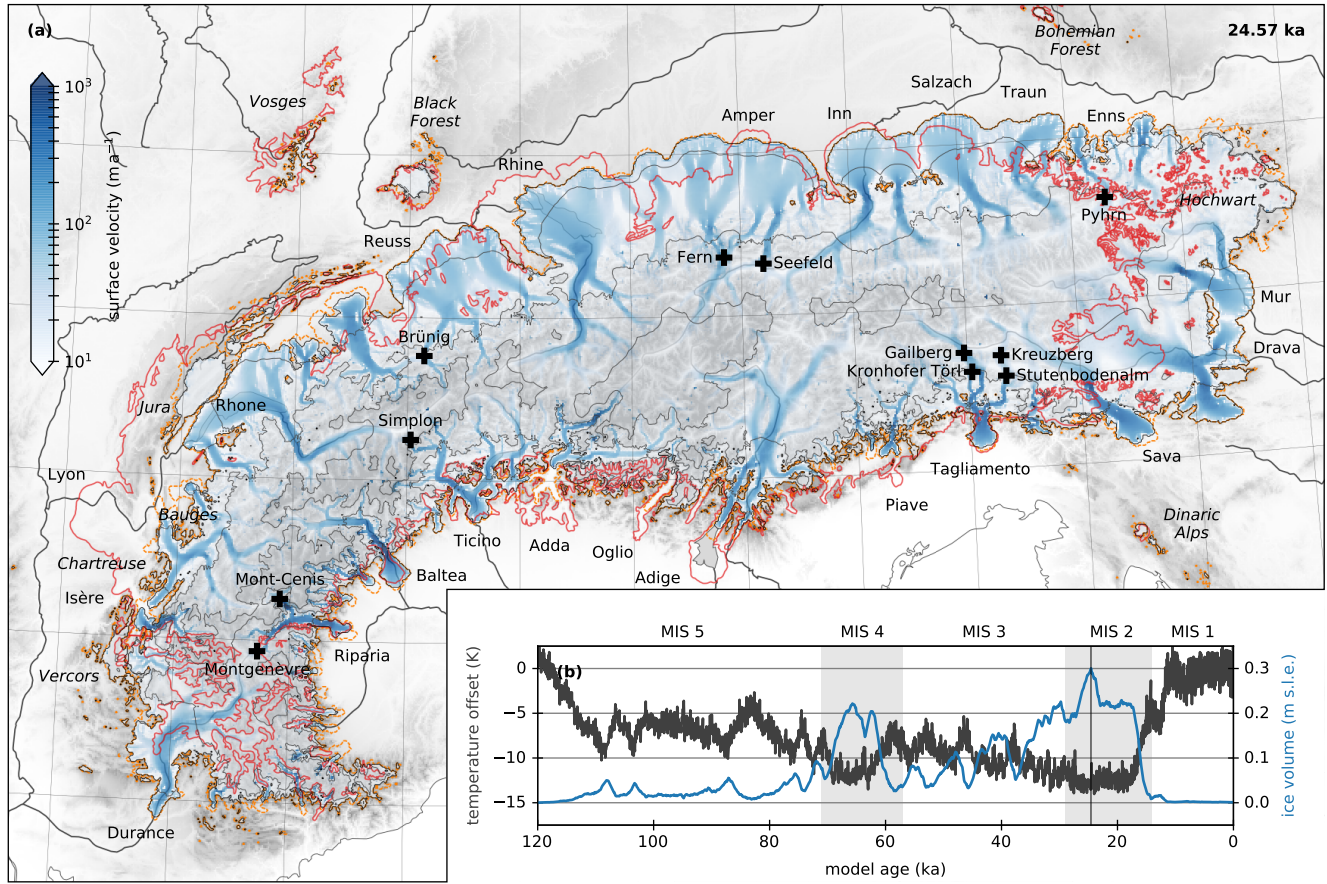 (a)
24.57 ka
Bohemian
Forest
Salzach
Traun
Vosges
Black
Forest
Amper
Inn
Enns
10³
10²
10¹
surface velocity (m a⁻¹)
Rhine
Pyhrn
Hochwart
Reuss
Fern
Seefeld
Mur
Brünig
Gailberg
Kreuzberg
Drava
Kronhofer Törl
Stutenbodenalm
Jura
Rhone
Simplon
Sava
Lyon
Tagliamento
Piave
Bauges
Dinaric
Alps
Ticino
Adda
Oglio
Chartreuse
Baltea
Adige
Mont-Cenis
Isère
Riparia
Montgenèvre
Vercors
Durance
MIS 5
MIS 4
MIS 3
MIS 2
MIS 1
(b)
temperature offset (K)
0
−5
−10
−15
0.3
0.2
0.1
0.0
ice volume (m s.l.e.)
120
100
80
60
40
20
0
model age (ka)